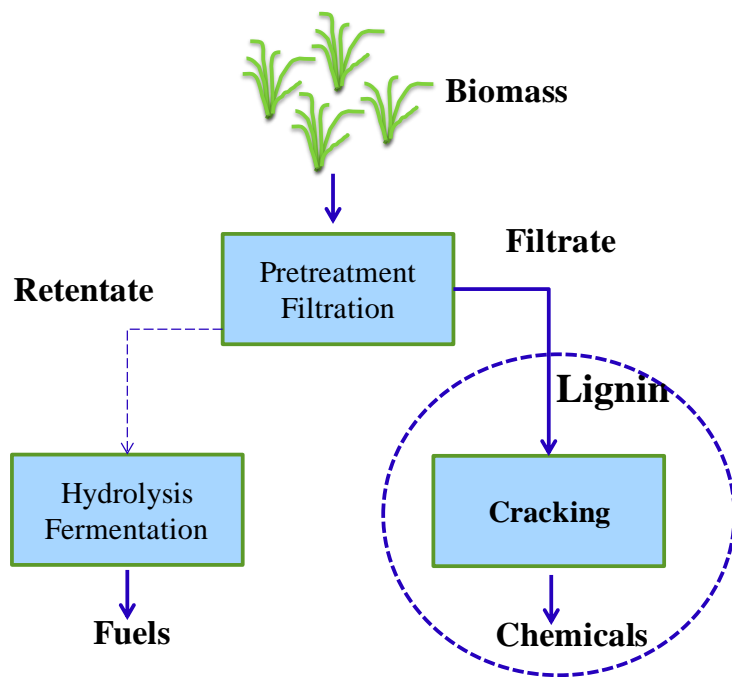 Biomass
Filtrate
Retentate
Pretreatment
Filtration
Lignin
Hydrolysis
Fermentation
Cracking
Fuels
Chemicals